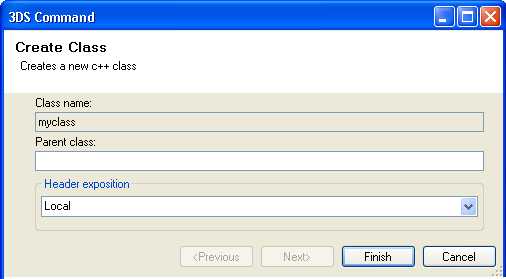 3DS Command
Create Class
Creates a new c++ class
Class name:
myclass
Parent class:
Header exposition
Local
<Previous Next> Finish Cancel